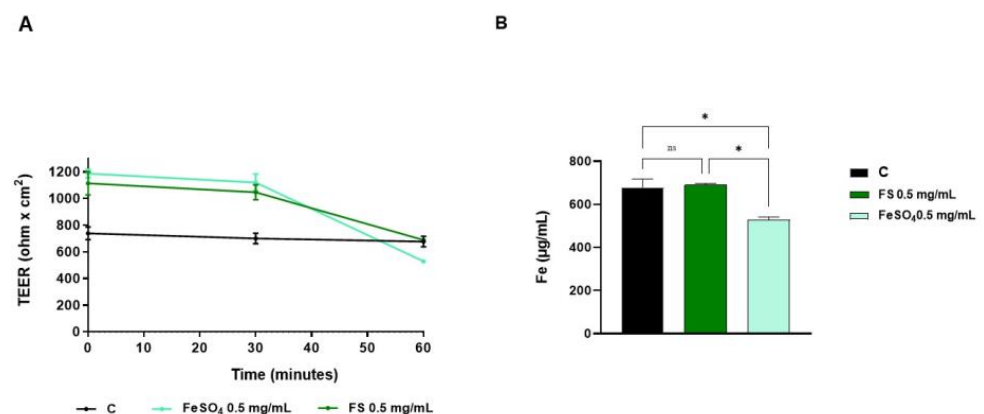 A
B
TEER (ohm x cm²)
1200
1000
800
600
400
200
0
0 10 20 30 40 50 60
Time (minutes)
C FeSO₄ 0.5 mg/mL FS 0.5 mg/mL
*
ns *
Fe (µg/mL)
800
600
400
200
0
C
FS 0.5 mg/mL
FeSO₄0.5 mg/mL